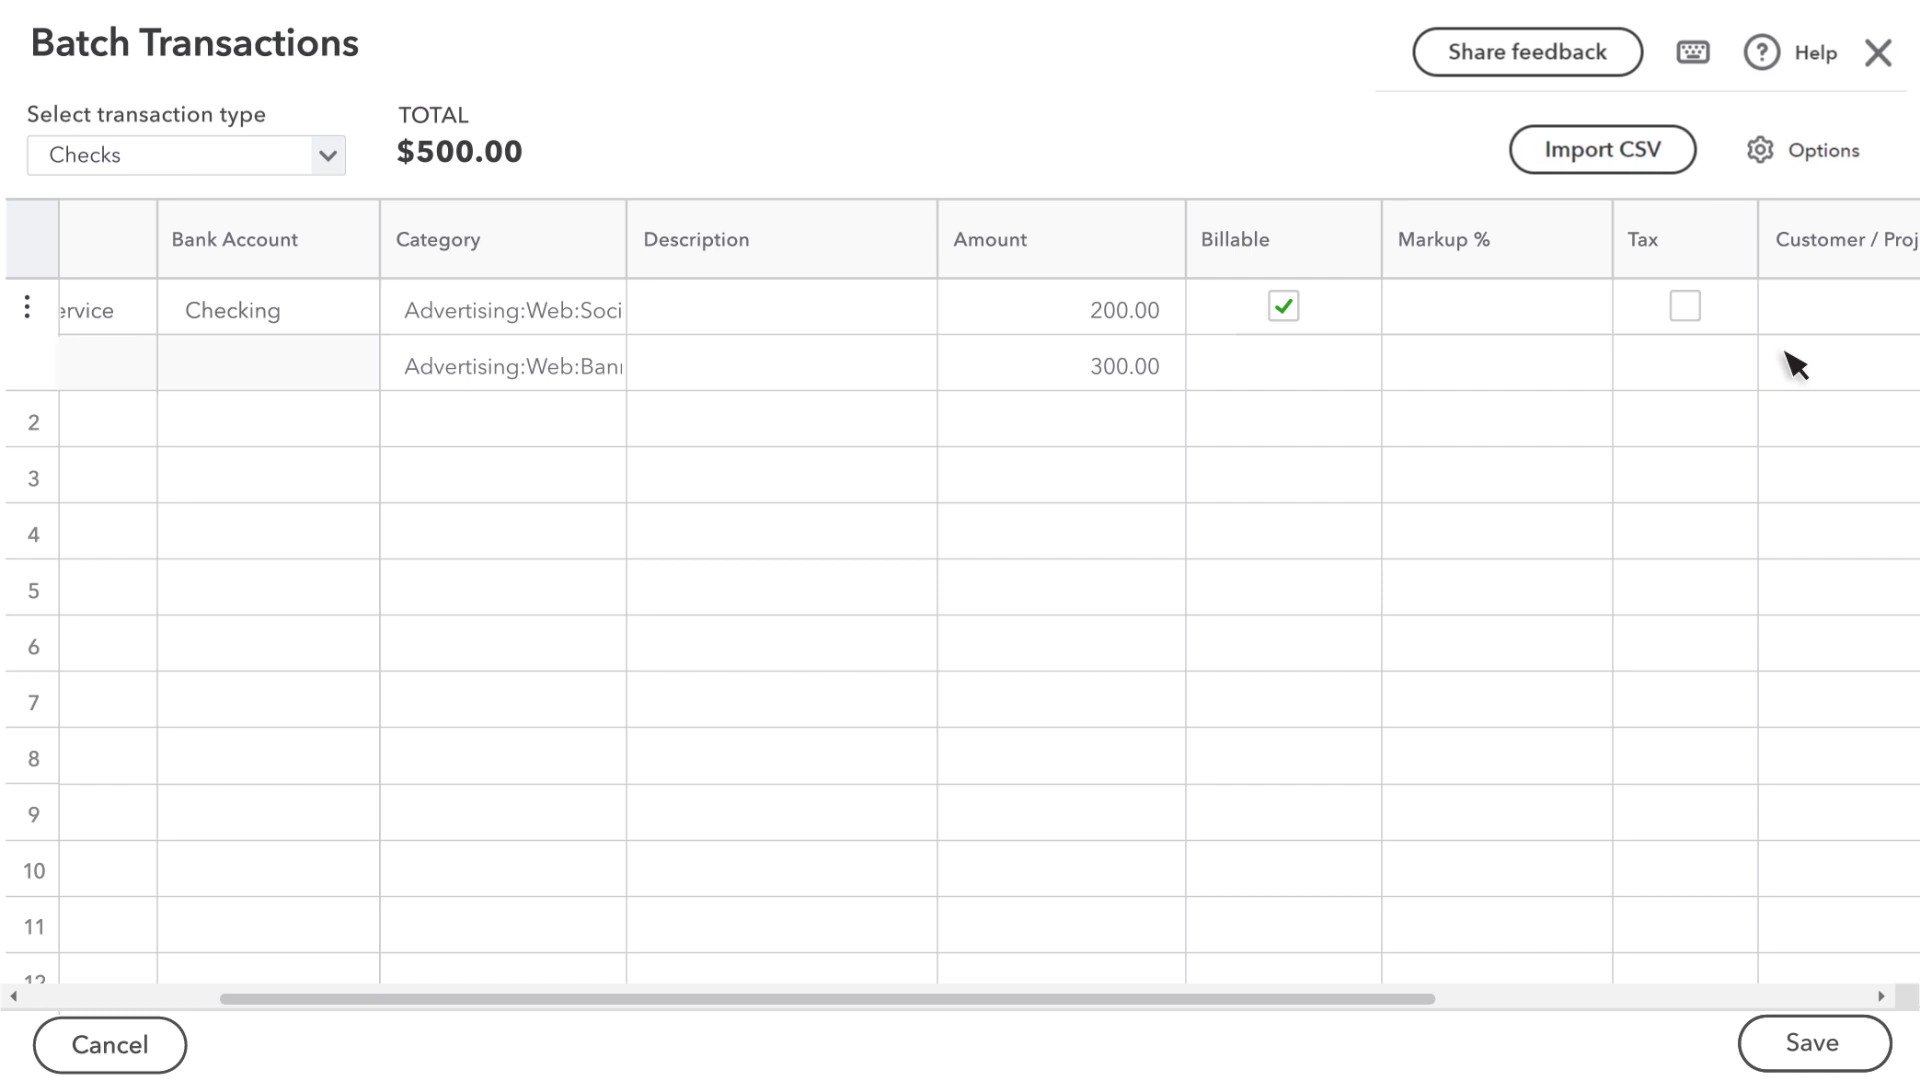 Batch Transactions
Share feedback
? Help
Select transaction type
TOTAL
Checks
$500.00
Import CSV
Options
Bank Account Category Description Amount Billable Markup % Tax Customer / Proj
ervice Checking Advertising:Web:Soci 200.00
Advertising:Web:Ban 300.00
2
3
4
5
6
7
8
9
10
11
12
Cancel
Save